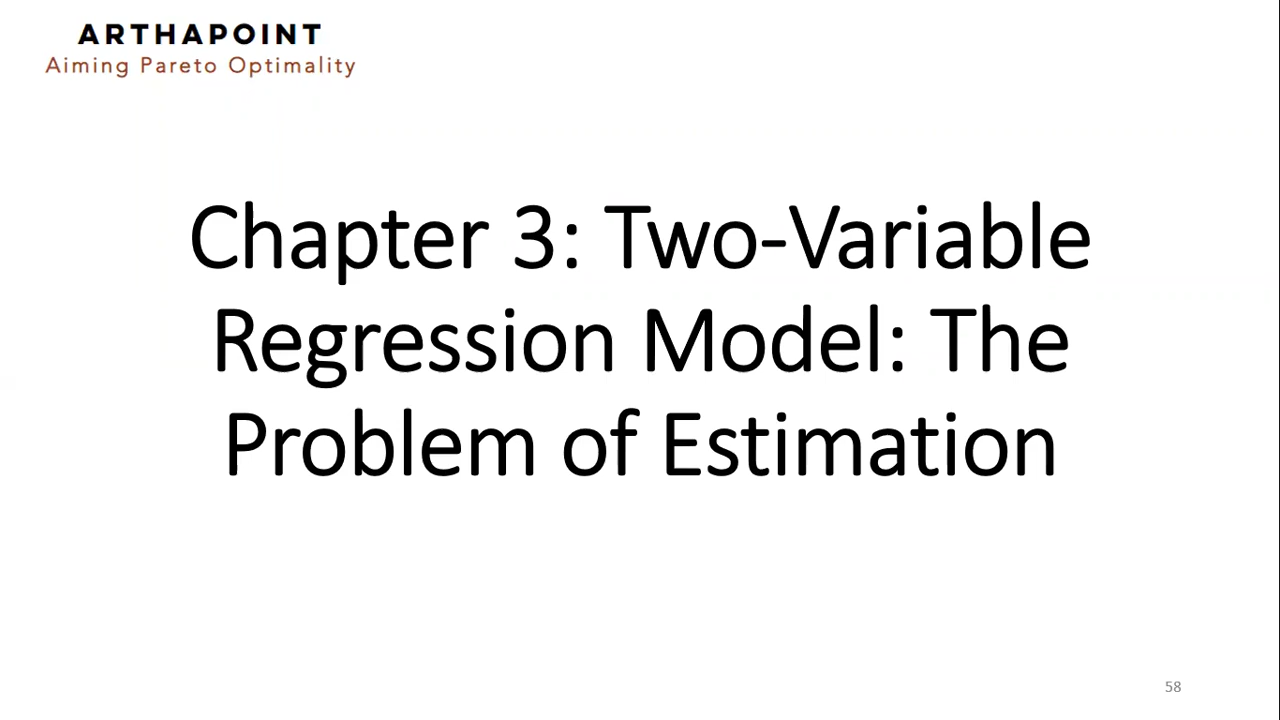 ARTHAPOINT
Aiming Pareto Optimality
Chapter 3: Two-Variable
Regression Model: The
Problem of Estimation
58